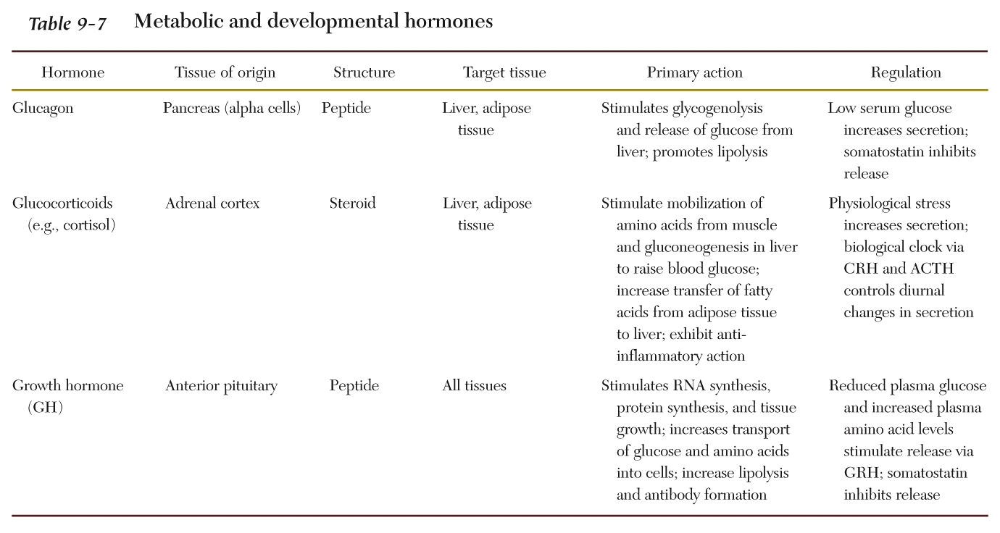 Table 9-7 Metabolic and developmental hormones
Hormone Tissue of origin Structure Target tissue Primary action Regulation
Glucagon Pancreas (alpha cells) Peptide Liver, adipose Stimulates glycogenolysis Low serum glucose
tissue and release of glucose from increases secretion;
liver; promotes lipolysis somatostatin inhibits
release
Glucocorticoids Adrenal cortex Steroid Liver, adipose Stimulate mobilization of Physiological stress
(e.g., cortisol) tissue amino acids from muscle increases secretion;
and gluconeogenesis in liver biological clock via
to raise blood glucose; CRH and ACTH
increase transfer of fatty controls diurnal
acids from adipose tissue changes in secretion
to liver; exhibit anti-
inflammatory action
Growth hormone Anterior pituitary Peptide All tissues Stimulates RNA synthesis, Reduced plasma glucose
(GH) protein synthesis, and tissue and increased plasma
growth; increases transport amino acid levels
of glucose and amino acids stimulate release via
into cells; increase lipolysis GRH; somatostatin
and antibody formation inhibits release